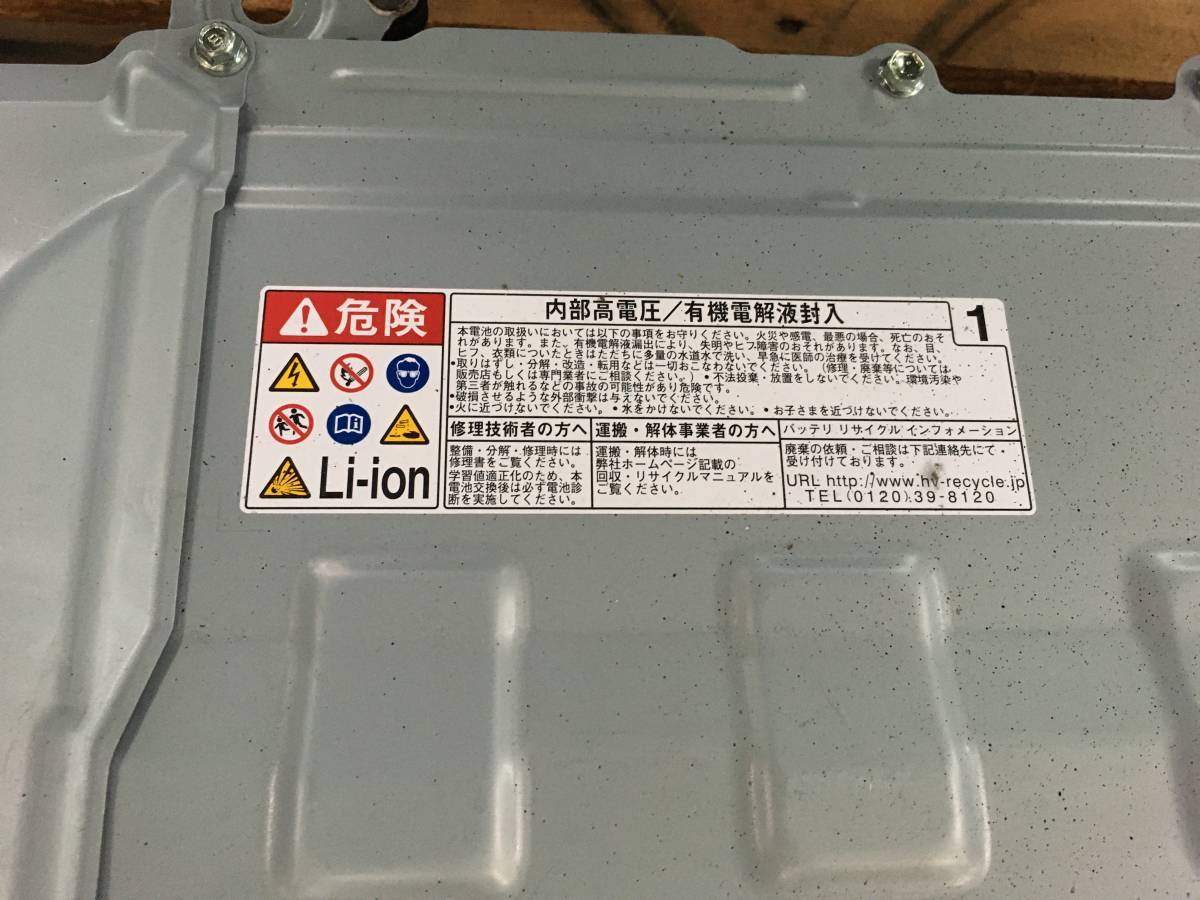 危険
Li-ion
内部高電圧/有機電解液封入
1
本電池の取扱いにおいては以下の事項をお守りください。火災や感電、最悪の場合、死亡のおそ
れがあります。また、有機電解液漏出により、失明やヒフ障害のおそれがあります。なお、目、
ヒフ、衣類についたときはただちに多量の水道水で洗い、早急に医師の治療を受けてください。
・取りはずし・分解・改造・転用などは一切おこなわないでください。(修理・廃棄等については
販売店もしくは専門業者にご相談ください。)・不法投棄・放置をしないでください。環境汚染や
第三者が触れるなどの事故の可能性があり危険です。
・破損させるような外部衝撃は与えないでください。
・火に近づけないでください。・水をかけないでください。・お子さまを近づけないでください。
修理技術者の方へ
整備・分解・修理時には
修理書をご覧ください。
学習値適正化のため、本
電池交換後は必ず電池診
断を実施してください。
運搬・解体事業者の方へ
運搬・解体時には
弊社ホームページ記載の
回収・リサイクルマニュアルを
ご覧ください。
バッテリ リサイクル インフォメーション
廃棄の依頼・ご相談は下記連絡先にて・
受け付けております。
URL http://www.hv-recycle.jp
TEL(0120)39-8120
8